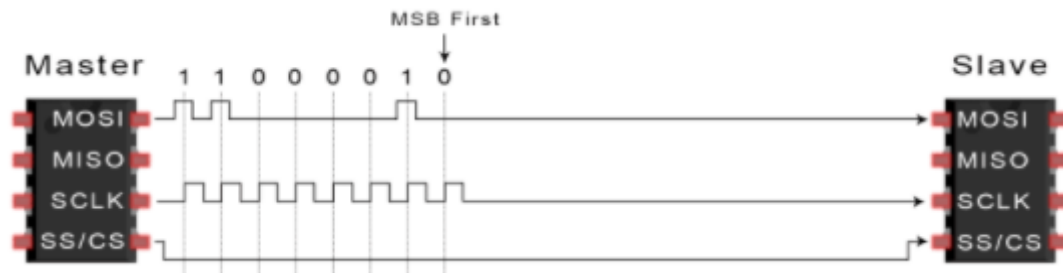 MSB First
Master
1 1 0 0 0 0 1 0
Slave
MOSI
MISO
SCLK
SS/CS
MOSI
MISO
SCLK
SS/CS